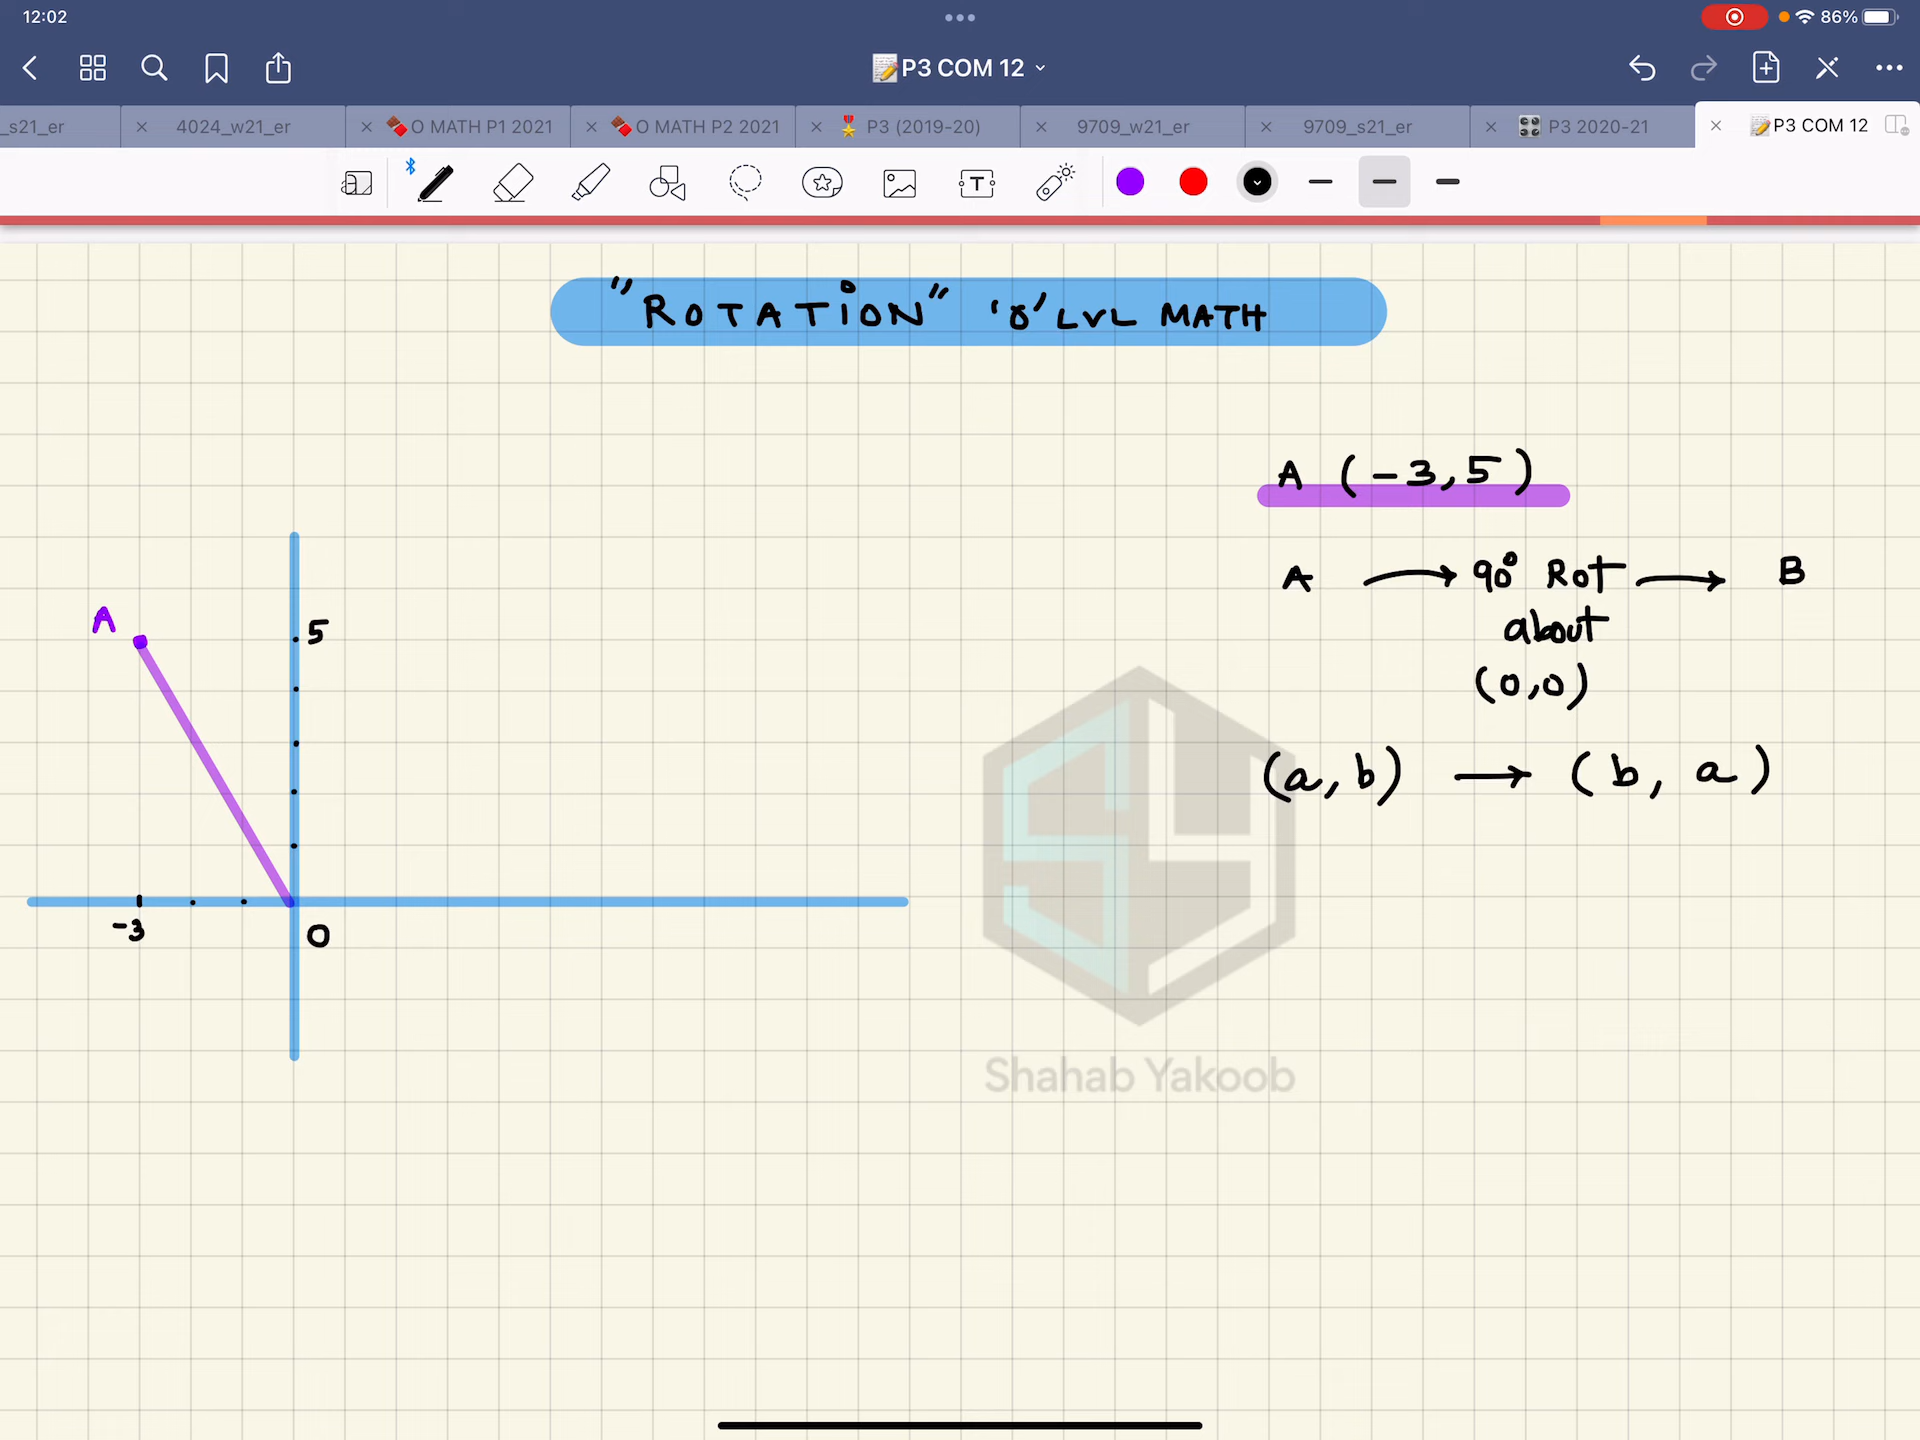 12:02
86%
P3 COM 12
_s21_er
4024_w21_er
O MATH P1 2021
O MATH P2 2021
P3 (2019-20)
9709_w21_er
9709_s21_er
P3 2020-21
P3 COM 12
T
"ROTATiON" 'O' LVL MATH
A (-3,5)
A → 90° Rot → B
about
(0,0)
(a,b) → (b, a)
A
5
-3
0
Shahab Yakoob